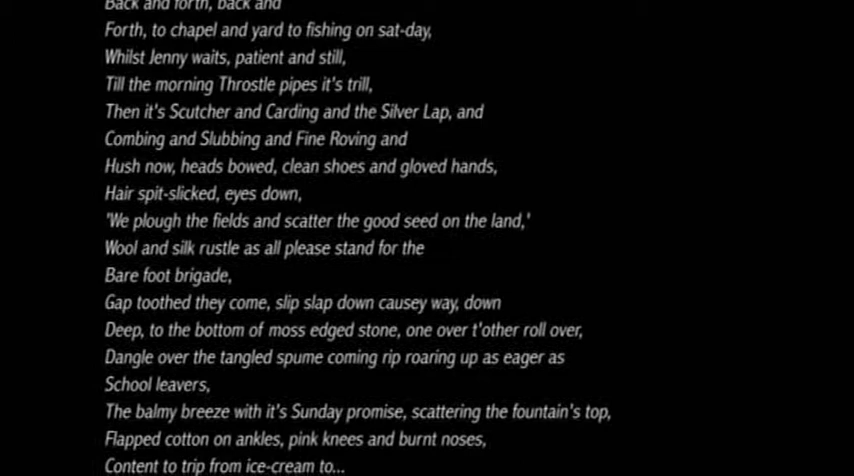 Back and forth, back and
Forth, to chapel and yard to fishing on sat-day,
Whilst Jenny waits, patient and still,
Till the morning Throstle pipes it's trill,
Then it's Scutcher and Carding and the Silver Lap, and
Combing and Slubbing and Fine Roving and
Hush now, heads bowed, clean shoes and gloved hands,
Hair spit-slicked, eyes down,
'We plough the fields and scatter the good seed on the land,'
Wool and silk rustle as all please stand for the
Bare foot brigade,
Gap toothed they come, slip slap down causey way, down
Deep, to the bottom of moss edged stone, one over t'other roll over,
Dangle over the tangled spume coming rip roaring up as eager as
School leavers,
The balmy breeze with it's Sunday promise, scattering the fountain's top,
Flapped cotton on ankles, pink knees and burnt noses,
Content to trip from ice-cream to...